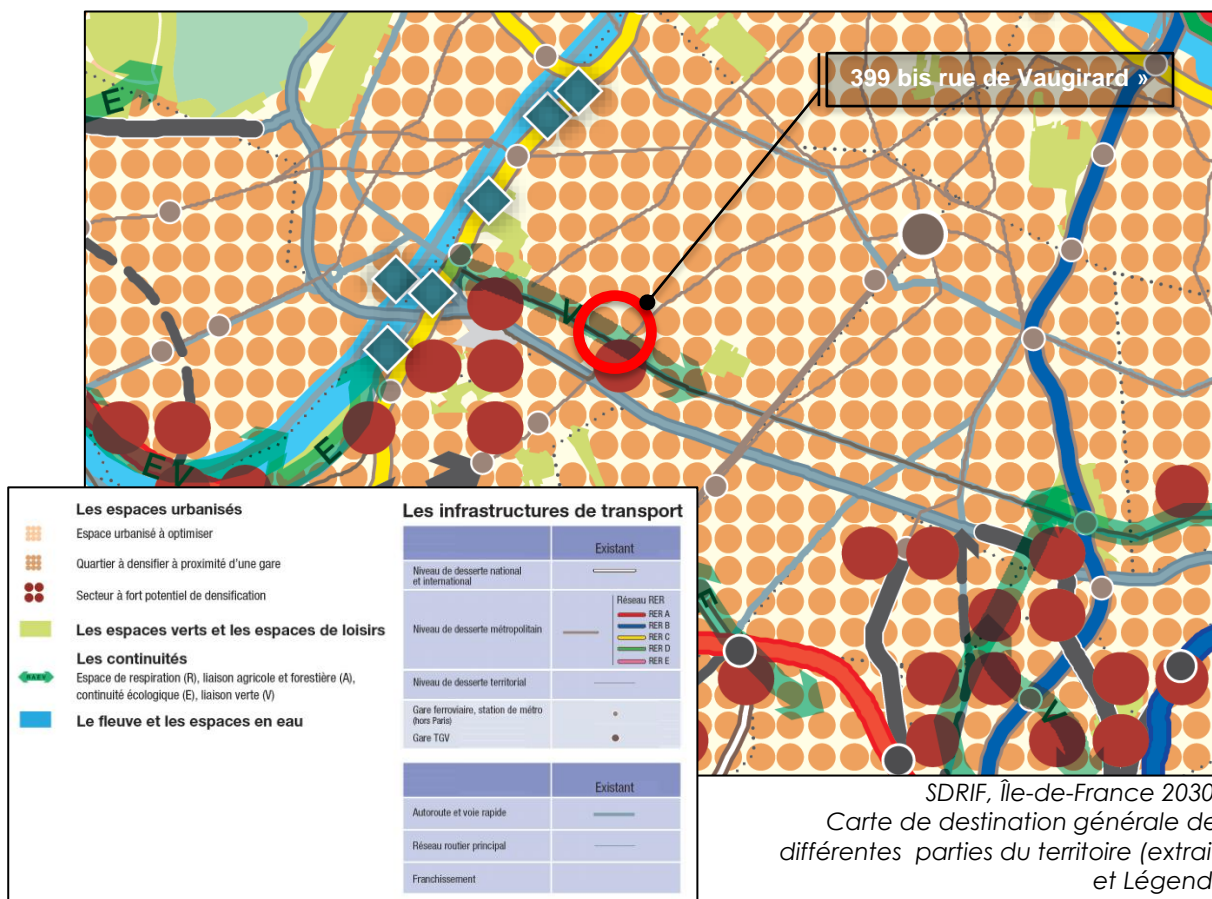 399 bis rue de Vaugirard »
E
V
E
E
V
E
V
Les espaces urbanisés
Espace urbanisé à optimiser
Quartier à densifier à proximité d'une gare
Secteur à fort potentiel de densification
Les espaces verts et les espaces de loisirs
Les continuités
Espace de respiration (R), liaison agricole et forestière (A),
continuité écologique (E), liaison verte (V)
Le fleuve et les espaces en eau
Les infrastructures de transport
Existant
Niveau de desserte national
et international
Niveau de desserte métropolitain
Réseau RER
RER A
RER B
RER C
RER D
RER E
Niveau de desserte territorial
Gare ferroviaire, station de métro
(hors Paris)
Gare TGV
Existant
Autoroute et voie rapide
Réseau routier principal
Franchissement
SDRIF, Île-de-France 2030
Carte de destination générale de
différentes parties du territoire (extrai
et Légend